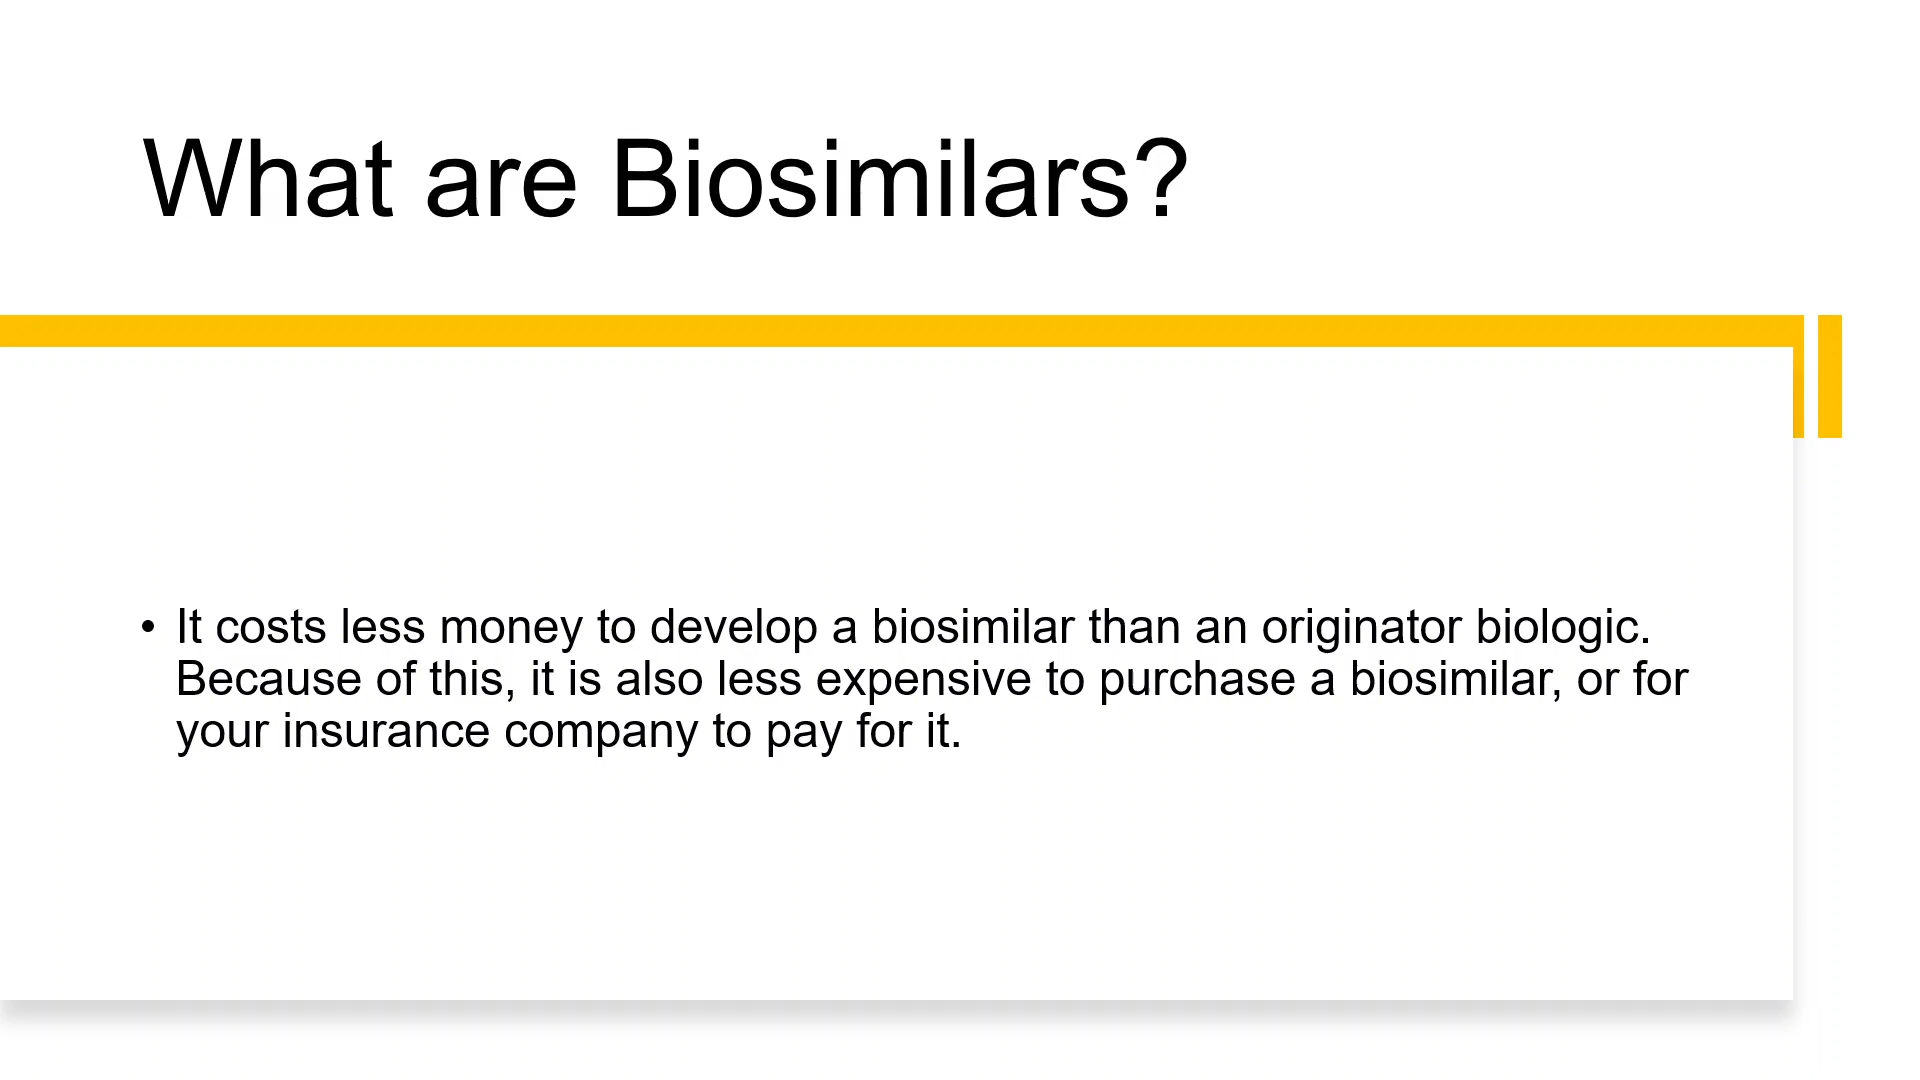 What are Biosimilars?
• It costs less money to develop a biosimilar than an originator biologic.
Because of this, it is also less expensive to purchase a biosimilar, or for
your insurance company to pay for it.